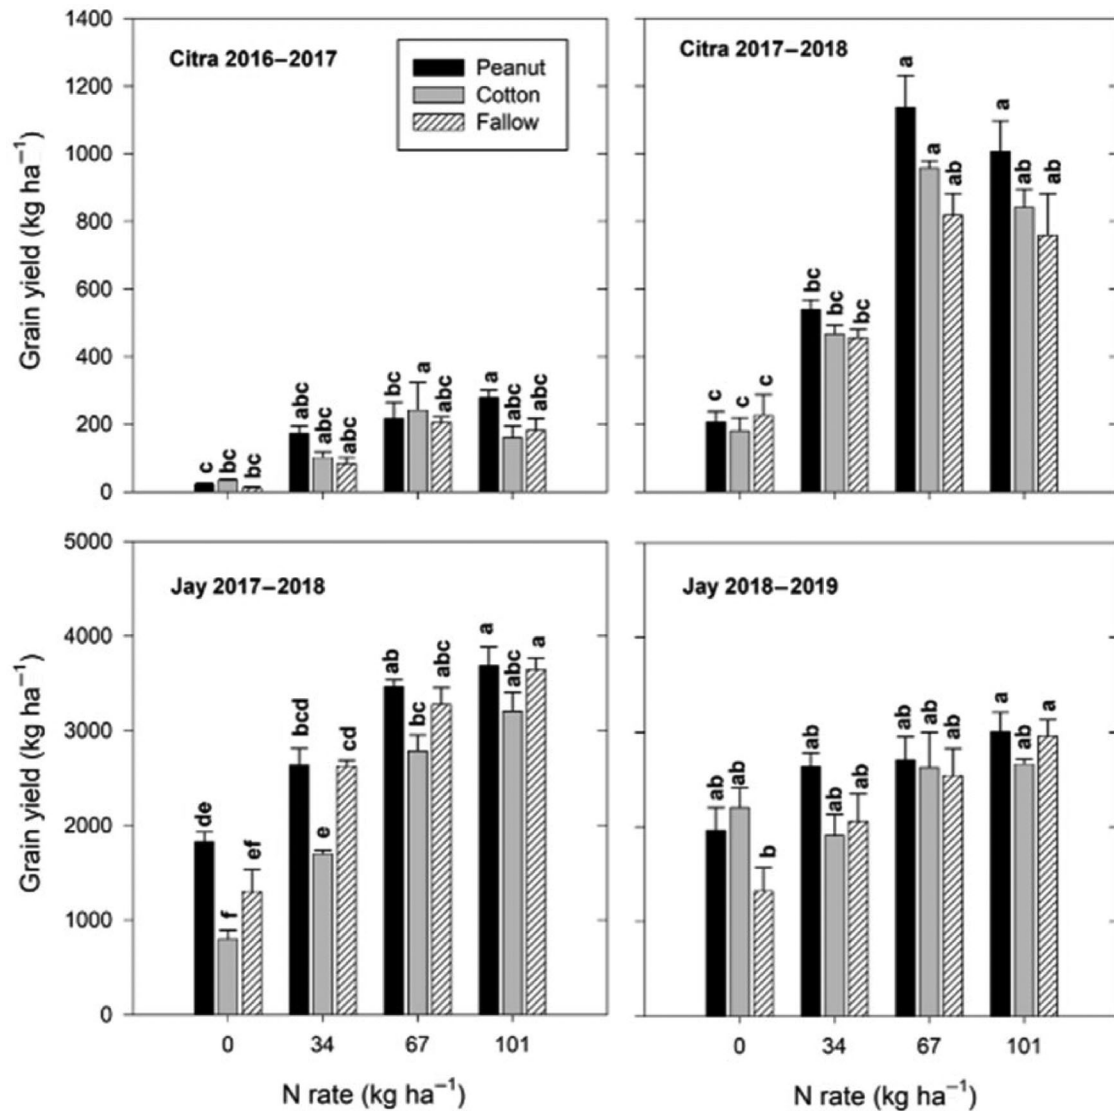 1400
1200
1000
800
600
400
200
0
Grain yield (kg ha⁻¹)
Citra 2016–2017
Peanut
Cotton
Fallow
c bc bc
abc abc abc
bc a abc
a abc abc
Citra 2017–2018
c c c
bc bc bc
a a ab
a ab ab
5000
4000
3000
2000
1000
0
Grain yield (kg ha⁻¹)
Jay 2017–2018
de f ef
bcd e cd
ab bc abc
a abc a
0 34 67 101
N rate (kg ha⁻¹)
Jay 2018–2019
ab ab b
ab ab ab
ab ab ab
a ab a
0 34 67 101
N rate (kg ha⁻¹)